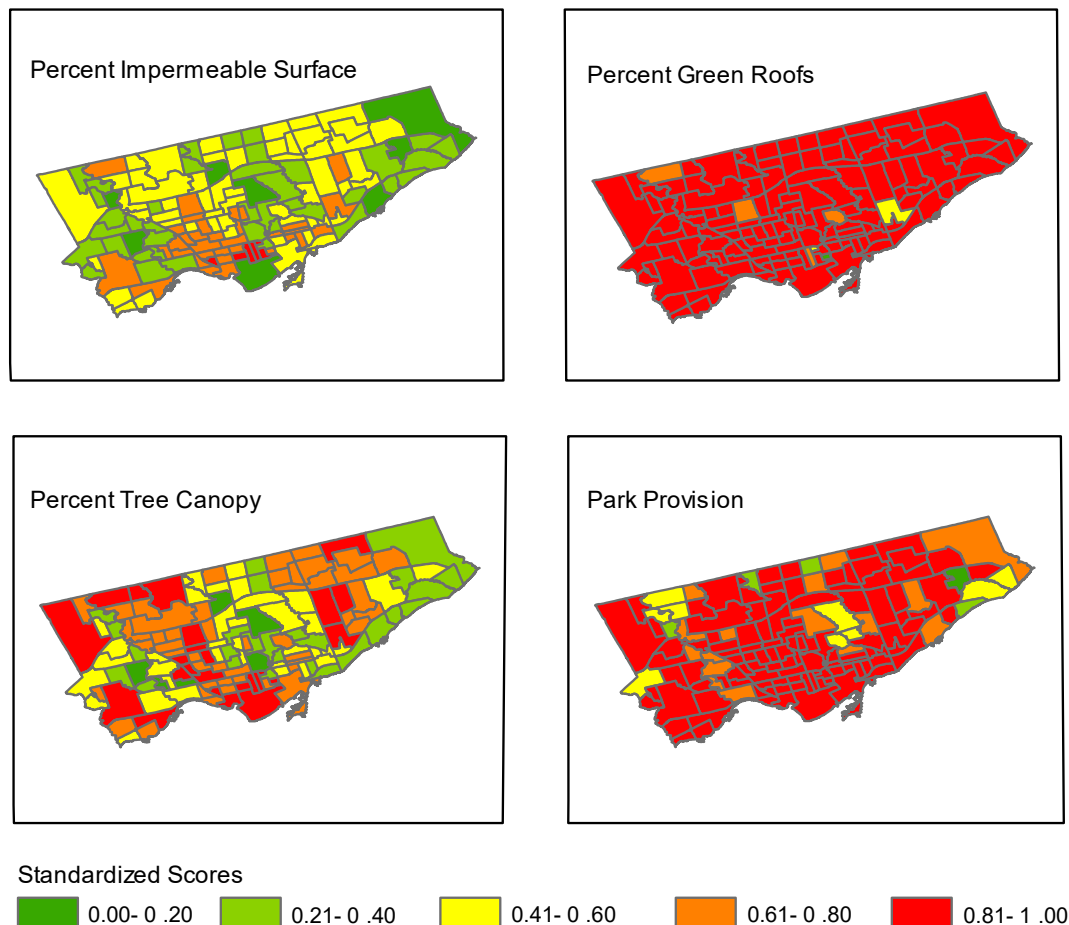 Percent Impermeable Surface
Percent Green Roofs
Percent Tree Canopy
Park Provision
Standardized Scores
0.00- 0 .20
0.21- 0 .40
0.41- 0 .60
0.61- 0 .80
0.81- 1 .00